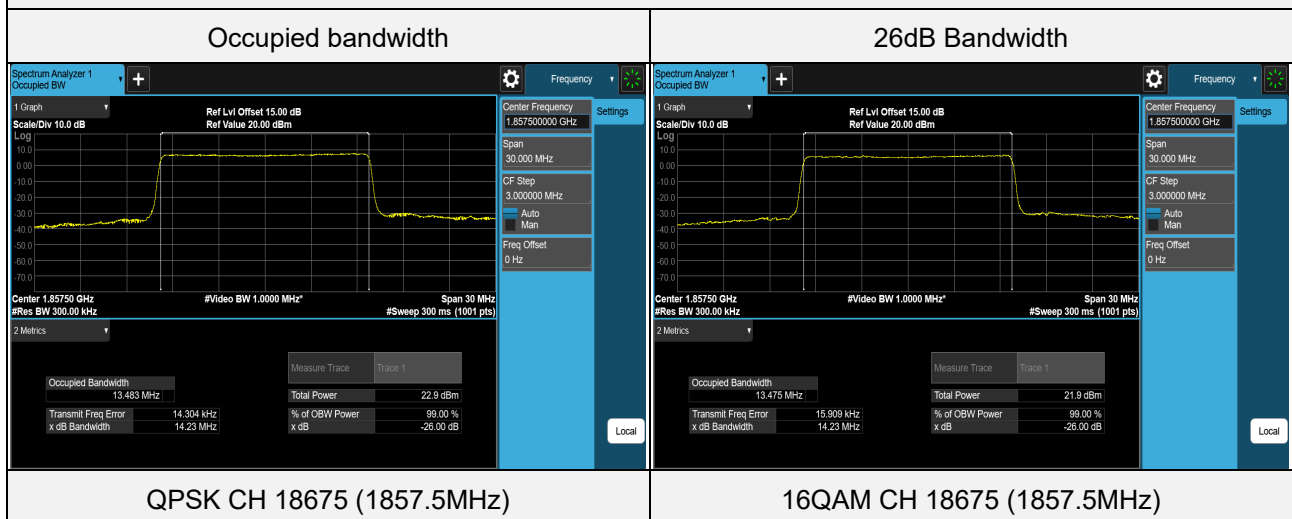 Occupied bandwidth
26dB Bandwidth
Spectrum Analyzer 1
Occupied BW
Frequency
1 Graph
Ref Lvl Offset 15.00 dB
Scale/Div 10.0 dB
Ref Value 20.00 dBm
Log
10.0
0.00
-10.0
-20.0
-30.0
-40.0
-50.0
-60.0
-70.0
Center 1.85750 GHz
#Video BW 1.0000 MHz*
Span 30 MHz
#Res BW 300.00 kHz
#Sweep 300 ms (1001 pts)
2 Metrics
Measure Trace Trace 1
Occupied Bandwidth
13.483 MHz
Total Power 22.9 dBm
Transmit Freq Error 14.304 kHz
% of OBW Power 99.00 %
x dB Bandwidth 14.23 MHz
x dB -26.00 dB
Center Frequency
1.857500000 GHz
Settings
Span
30.000 MHz
CF Step
3.000000 MHz
Auto
Man
Freq Offset
0 Hz
Local
Spectrum Analyzer 1
Occupied BW
Frequency
1 Graph
Ref Lvl Offset 15.00 dB
Scale/Div 10.0 dB
Ref Value 20.00 dBm
Log
10.0
0.00
-10.0
-20.0
-30.0
-40.0
-50.0
-60.0
-70.0
Center 1.85750 GHz
#Video BW 1.0000 MHz*
Span 30 MHz
#Res BW 300.00 kHz
#Sweep 300 ms (1001 pts)
2 Metrics
Measure Trace Trace 1
Occupied Bandwidth
13.475 MHz
Total Power 21.9 dBm
Transmit Freq Error 15.909 kHz
% of OBW Power 99.00 %
x dB Bandwidth 14.23 MHz
x dB -26.00 dB
Center Frequency
1.857500000 GHz
Settings
Span
30.000 MHz
CF Step
3.000000 MHz
Auto
Man
Freq Offset
0 Hz
Local
QPSK CH 18675 (1857.5MHz)
16QAM CH 18675 (1857.5MHz)